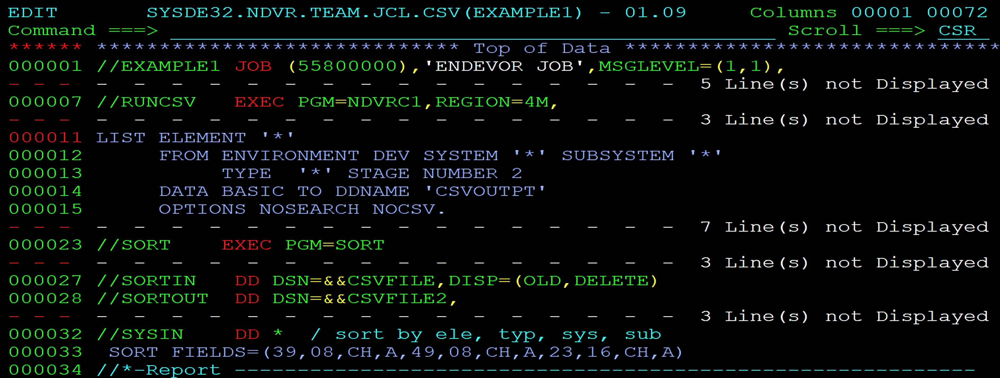 EDIT       SYSDE32.NDVR.TEAM.JCL.CSV(EXAMPLE1) - 01.09     Columns 00001 00072
Command ===>                                                  Scroll ===> CSR
****** ***************************** Top of Data ******************************
000001 //EXAMPLE1 JOB (55800000),'ENDEVOR JOB',MSGLEVEL=(1,1),
- - -  -  -  -  -  -  -  -  -  -  -  -  -  -  -  -  -  5 Line(s) not Displayed
000007 //RUNCSV   EXEC PGM=NDVRC1,REGION=4M,
- - -  -  -  -  -  -  -  -  -  -  -  -  -  -  -  -  -  3 Line(s) not Displayed
000011 LIST ELEMENT '*'
000012      FROM ENVIRONMENT DEV SYSTEM '*' SUBSYSTEM '*'
000013           TYPE  '*' STAGE NUMBER 2
000014      DATA BASIC TO DDNAME 'CSVOUTPT'
000015      OPTIONS NOSEARCH NOCSV.
- - -  -  -  -  -  -  -  -  -  -  -  -  -  -  -  -  -  7 Line(s) not Displayed
000023 //SORT    EXEC PGM=SORT
- - -  -  -  -  -  -  -  -  -  -  -  -  -  -  -  -  -  3 Line(s) not Displayed
000027 //SORTIN   DD DSN=&&CSVFILE,DISP=(OLD,DELETE)
000028 //SORTOUT  DD DSN=&&CSVFILE2,
- - -  -  -  -  -  -  -  -  -  -  -  -  -  -  -  -  -  3 Line(s) not Displayed
000032 //SYSIN    DD *  / sort by ele, typ, sys, sub
000033  SORT FIELDS=(39,08,CH,A,49,08,CH,A,23,16,CH,A)
000034 //*-Report -----------------------------------------------------------